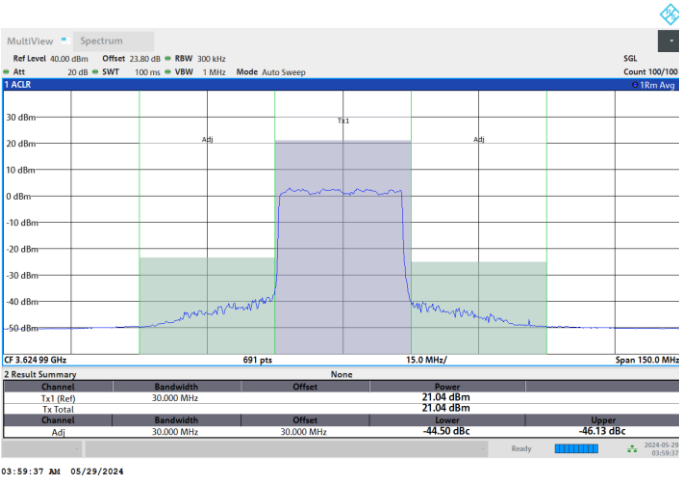 MultiView Spectrum
Ref Level 40.00 dBm Offset 23.80 dB RBW 300 kHz SGL
Att 20 dB SWT 100 ms VBW 1 MHz Mode Auto Sweep Count 100/100
1 ACLR 1Rm Avg
30 dBm
Tx1
20 dBm
Adj Adj
10 dBm
0 dBm
-10 dBm
-20 dBm
-30 dBm
-40 dBm
-50 dBm
CF 3.624 99 GHz 691 pts 15.0 MHz/ Span 150.0 MHz
2 Result Summary None
Channel Bandwidth Offset Power
Tx1 (Ref) 30.000 MHz 21.04 dBm
Tx Total 21.04 dBm
Channel Bandwidth Offset Lower Upper
Adj 30.000 MHz 30.000 MHz -44.50 dBc -46.13 dBc
Ready 2024-05-29
03:59:37
03:59:37 AM 05/29/2024